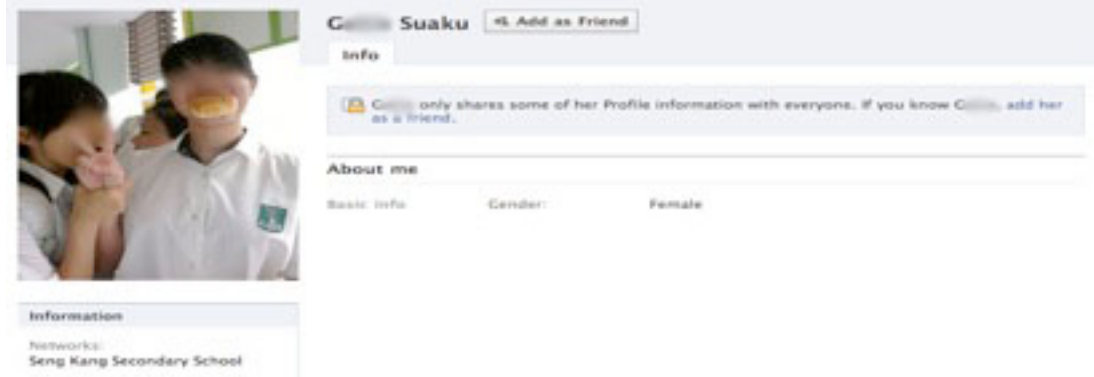 G Suaku Add as Friend
Info
G only shares some of her Profile information with everyone. If you know G , add her
as a friend.
About me
Basic Info Gender: Female
Information
Networks:
Seng Kang Secondary School